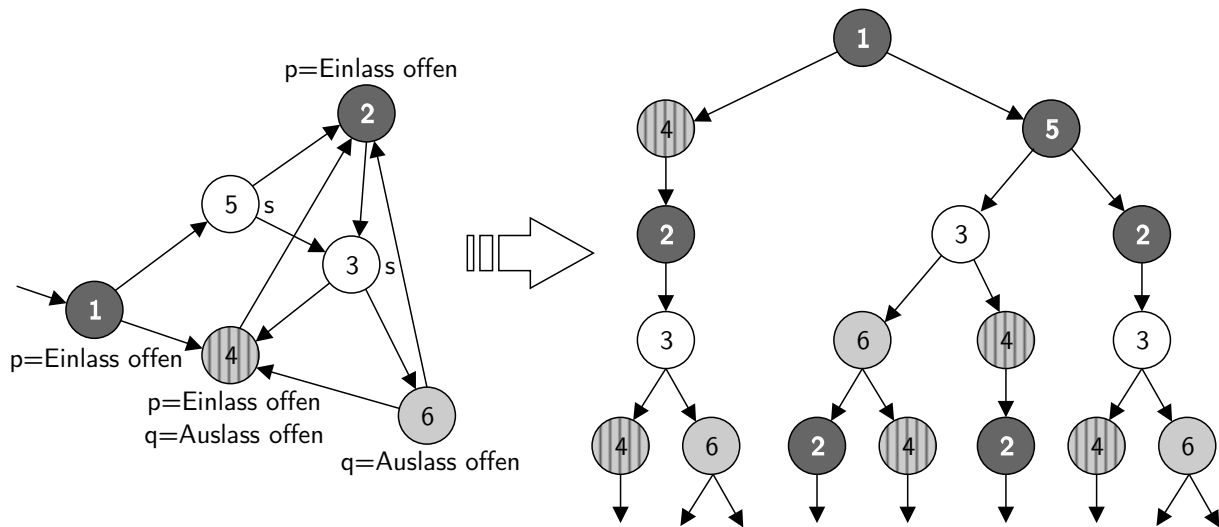 p=Einlass offen
2
5 s
3 s
1
p=Einlass offen
4
p=Einlass offen
q=Auslass offen
6
q=Auslass offen
1
4 5
2 3 2
3 6 4 3
4 6 2 4 2 4 6